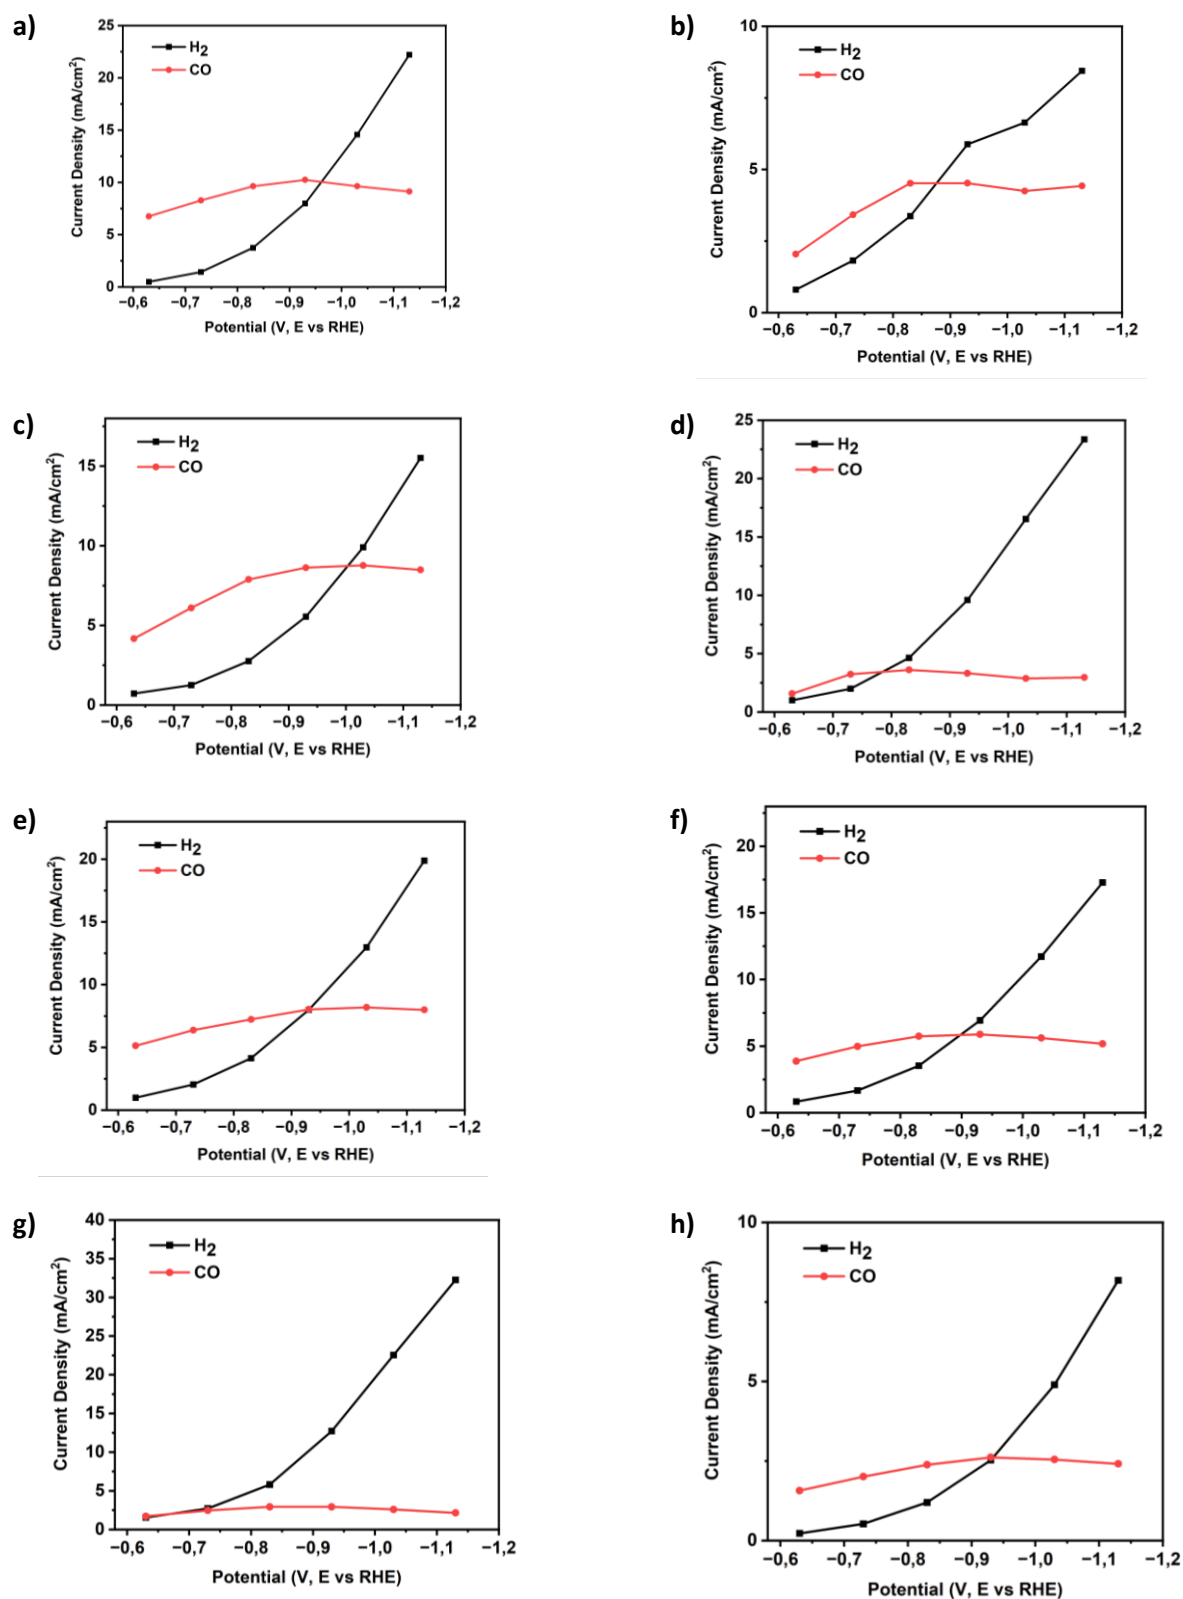 a)
25
20
15
10
5
0
H2
CO
Current Density (mA/cm²)
−0,6 −0,7 −0,8 −0,9 −1,0 −1,1 −1,2
Potential (V, E vs RHE)
b)
10
5
0
H2
CO
Current Density (mA/cm²)
−0,6 −0,7 −0,8 −0,9 −1,0 −1,1 −1,2
Potential (V, E vs RHE)
c)
15
10
5
0
H2
CO
Current Density (mA/cm²)
−0,6 −0,7 −0,8 −0,9 −1,0 −1,1 −1,2
Potential (V, E vs RHE)
d)
25
20
15
10
5
0
H2
CO
Current Density (mA/cm²)
−0,6 −0,7 −0,8 −0,9 −1,0 −1,1 −1,2
Potential (V, E vs RHE)
e)
20
15
10
5
0
H2
CO
Current Density (mA/cm²)
−0,6 −0,7 −0,8 −0,9 −1,0 −1,1 −1,2
Potential (V, E vs RHE)
f)
20
15
10
5
0
H2
CO
Current Density (mA/cm²)
−0,6 −0,7 −0,8 −0,9 −1,0 −1,1 −1,2
Potential (V, E vs RHE)
g)
40
35
30
25
20
15
10
5
0
H2
CO
Current Density (mA/cm²)
−0,6 −0,7 −0,8 −0,9 −1,0 −1,1 −1,2
Potential (V, E vs RHE)
h)
10
5
0
H2
CO
Current Density (mA/cm²)
−0,6 −0,7 −0,8 −0,9 −1,0 −1,1 −1,2
Potential (V, E vs RHE)